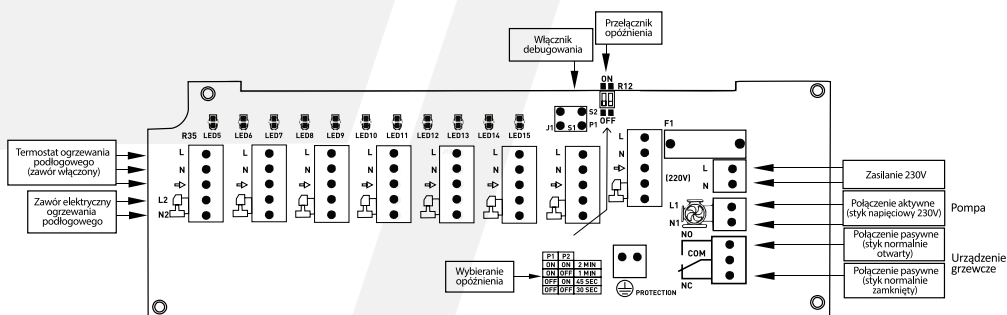 Przełącznik
opóźnienia
Włącznik
debugowania
ON
R12
S2
J1 S1 P1
OFF
R35 LED5 LED6 LED7 LED8 LED9 LED10 LED11 LED12 LED13 LED14 LED15
F1
Termostat ogrzewania
podłogowego
(zawór włączony)
Zawór elektryczny
ogrzewania
podłogowego
L L L L L L L L
N N N N N N N N
L2
N2
(220V)
L
N
Zasilanie 230V
L1
N1
Połączenie aktywne
(styk napięciowy 230V)
Pompa
NO
COM
NC
Połączenie pasywne
(styk normalnie
otwarty)
Urządzenie
grzewcze
Połączenie pasywne
(styk normalnie
zamknięty)
Wybieranie
opóźnienia
P1 P2
ON ON 2 MIN
ON OFF 1 MIN
OFF ON 45 SEC
OFF OFF 30 SEC
PROTECTION